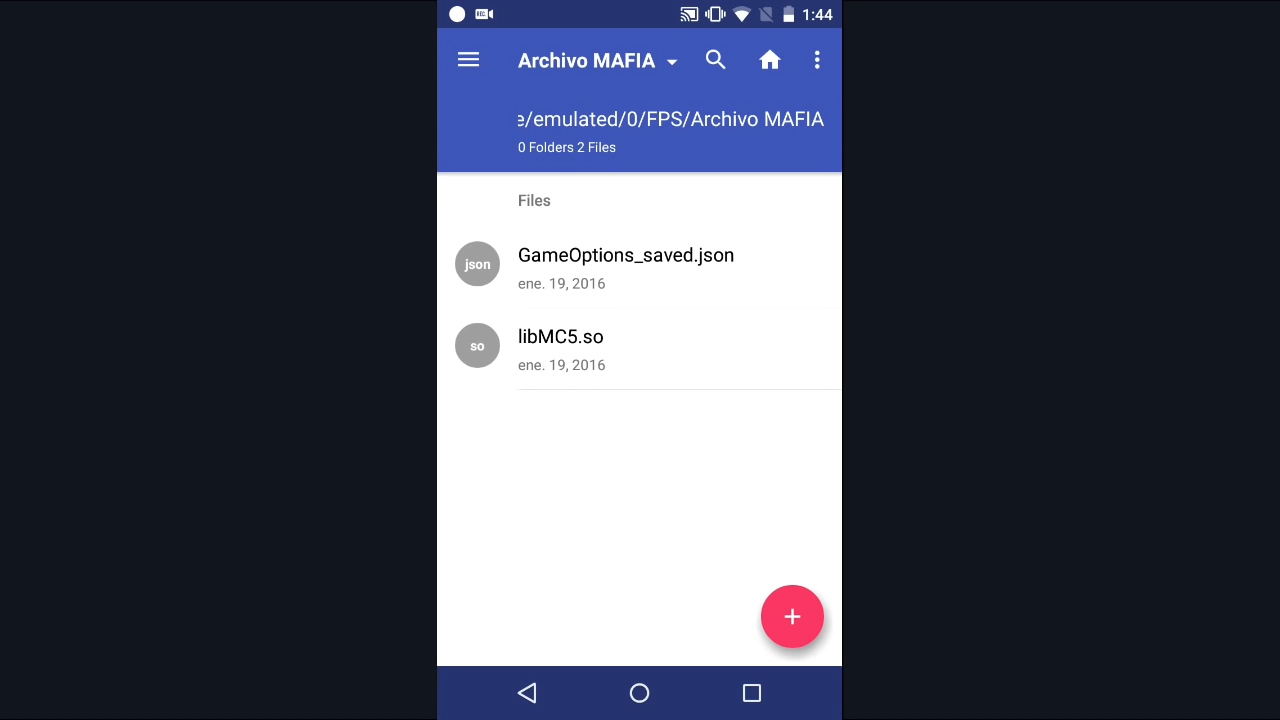 REC
1:44
Archivo MAFIA
e/emulated/0/FPS/Archivo MAFIA
0 Folders 2 Files
Files
json
GameOptions_saved.json
ene. 19, 2016
so
libMC5.so
ene. 19, 2016